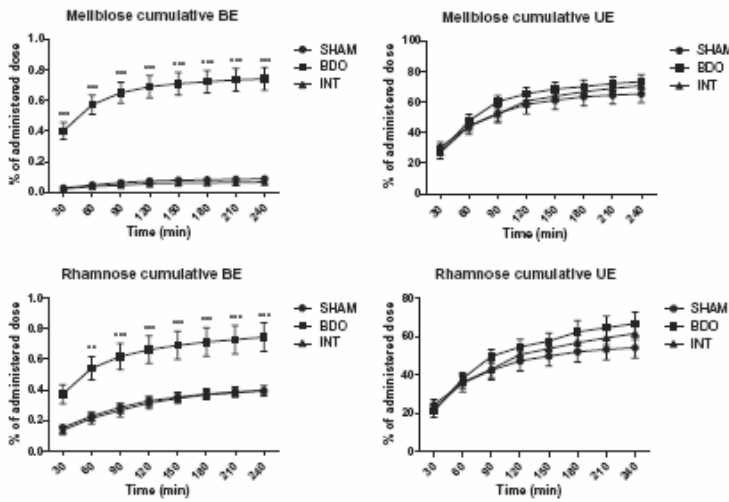 Melibiose cumulative BE
% of administered dose
1.0
0.8
0.6
0.4
0.2
0.0
*** *** *** *** *** *** *** ***
SHAM
BDO
INT
30 60 90 120 150 180 210 240
Time (min)
Melibiose cumulative UE
% of administered dose
100
80
60
40
20
0
SHAM
BDO
INT
30 60 90 120 150 180 210 240
Time (min)
Rhamnose cumulative BE
% of administered dose
1.0
0.8
0.6
0.4
0.2
0.0
** *** *** *** *** *** ***
SHAM
BDO
INT
30 60 90 120 150 180 210 240
Time (min)
Rhamnose cumulative UE
% of administered dose
80
60
40
20
0
SHAM
BDO
INT
30 60 90 120 150 180 210 240
Time (min)